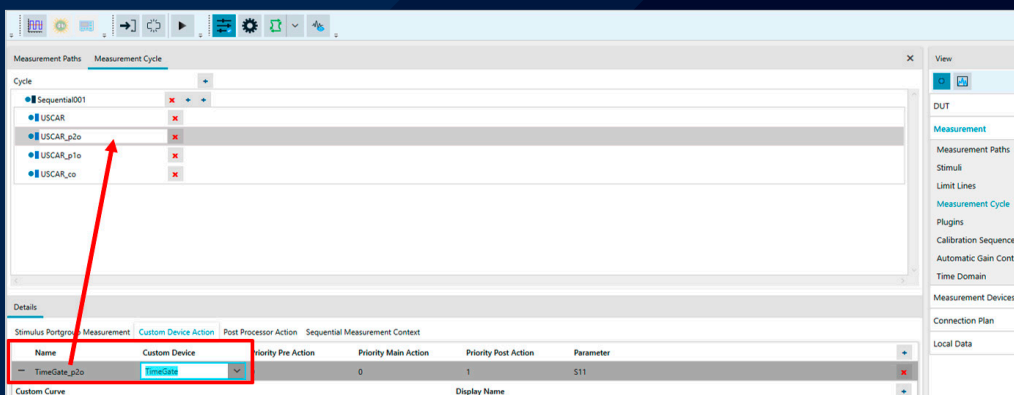 Measurement Paths Measurement Cycle
Cycle
Sequential001
USCAR
USCAR_p2o
USCAR_p1o
USCAR_co
Details
Stimulus Portgroup Measurement Custom Device Action Post Processor Action Sequential Measurement Context
Name Custom Device Priority Pre Action Priority Main Action Priority Post Action Parameter
TimeGate_p2o TimeGate 0 1 S11
Custom Curve Display Name
View
DUT
Measurement
Measurement Paths
Stimuli
Limit Lines
Measurement Cycle
Plugins
Calibration Sequence
Automatic Gain Cont
Time Domain
Measurement Devices
Connection Plan
Local Data